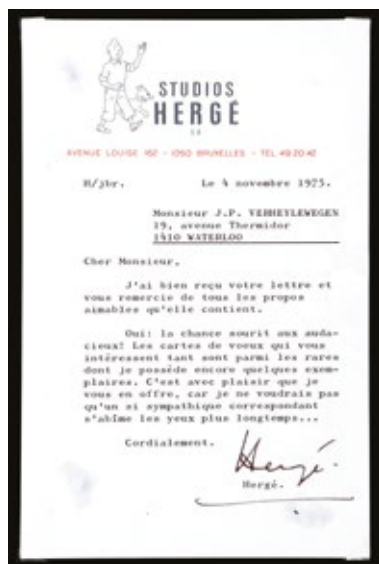 STUDIOS
HERGÉ
S.A
AVENUE LOUISE 162 - 1050 BRUXELLES - TEL 49.20.42
H/jbr. Le 4 novembre 1975.
Monsieur J.P. VERHEYLEWEGEN
19, avenue Thermidor
1410 WATERLOO
Cher Monsieur,
J'ai bien reçu votre lettre et
vous remercie de tous les propos
aimables qu'elle contient.
Oui: la chance sourit aux auda-
cieux! Les cartes de voeux qui vous
intéressent tant sont parmi les rares
dont je possède encore quelques exem-
plaires. C'est avec plaisir que je
vous en offre, car je ne voudrais pas
qu'un si sympathique correspondant
s'abîme les yeux plus longtemps...
Cordialement.
Hergé.
Hergé.